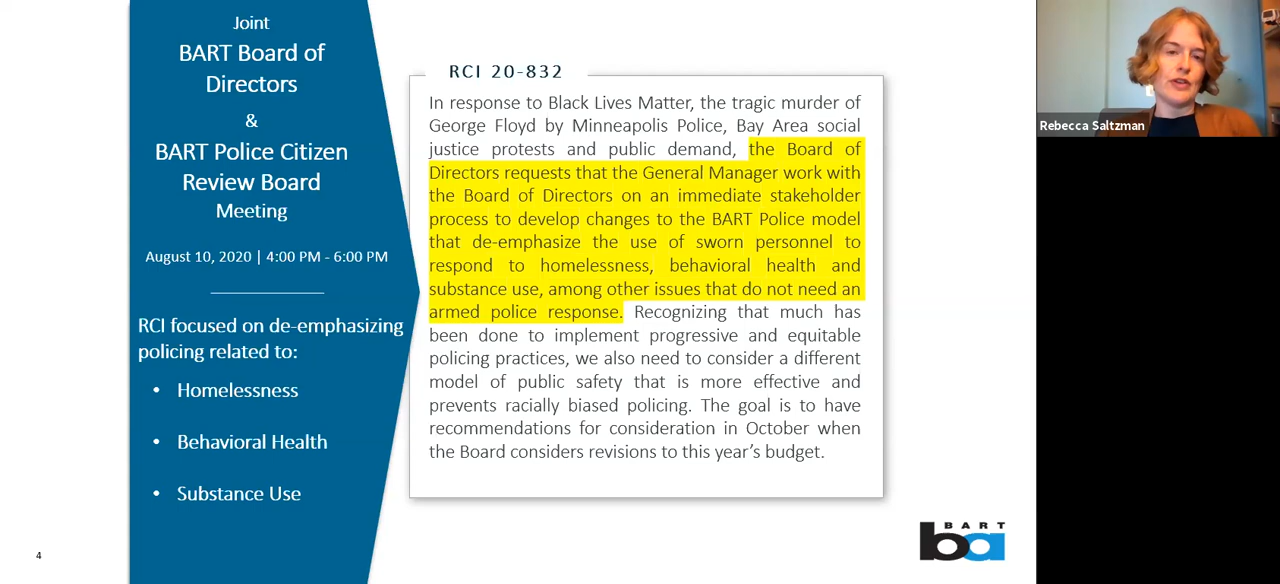 Joint
BART Board of
Directors
&
BART Police Citizen
Review Board
Meeting
August 10, 2020 | 4:00 PM - 6:00 PM
RCI focused on de-emphasizing
policing related to:
• Homelessness
• Behavioral Health
• Substance Use
4
RCI 20-832
In response to Black Lives Matter, the tragic murder of
George Floyd by Minneapolis Police, Bay Area social
justice protests and public demand, the Board of
Directors requests that the General Manager work with
the Board of Directors on an immediate stakeholder
process to develop changes to the BART Police model
that de-emphasize the use of sworn personnel to
respond to homelessness, behavioral health and
substance use, among other issues that do not need an
armed police response. Recognizing that much has
been done to implement progressive and equitable
policing practices, we also need to consider a different
model of public safety that is more effective and
prevents racially biased policing. The goal is to have
recommendations for consideration in October when
the Board considers revisions to this year's budget.
BART
ba
Rebecca Saltzman